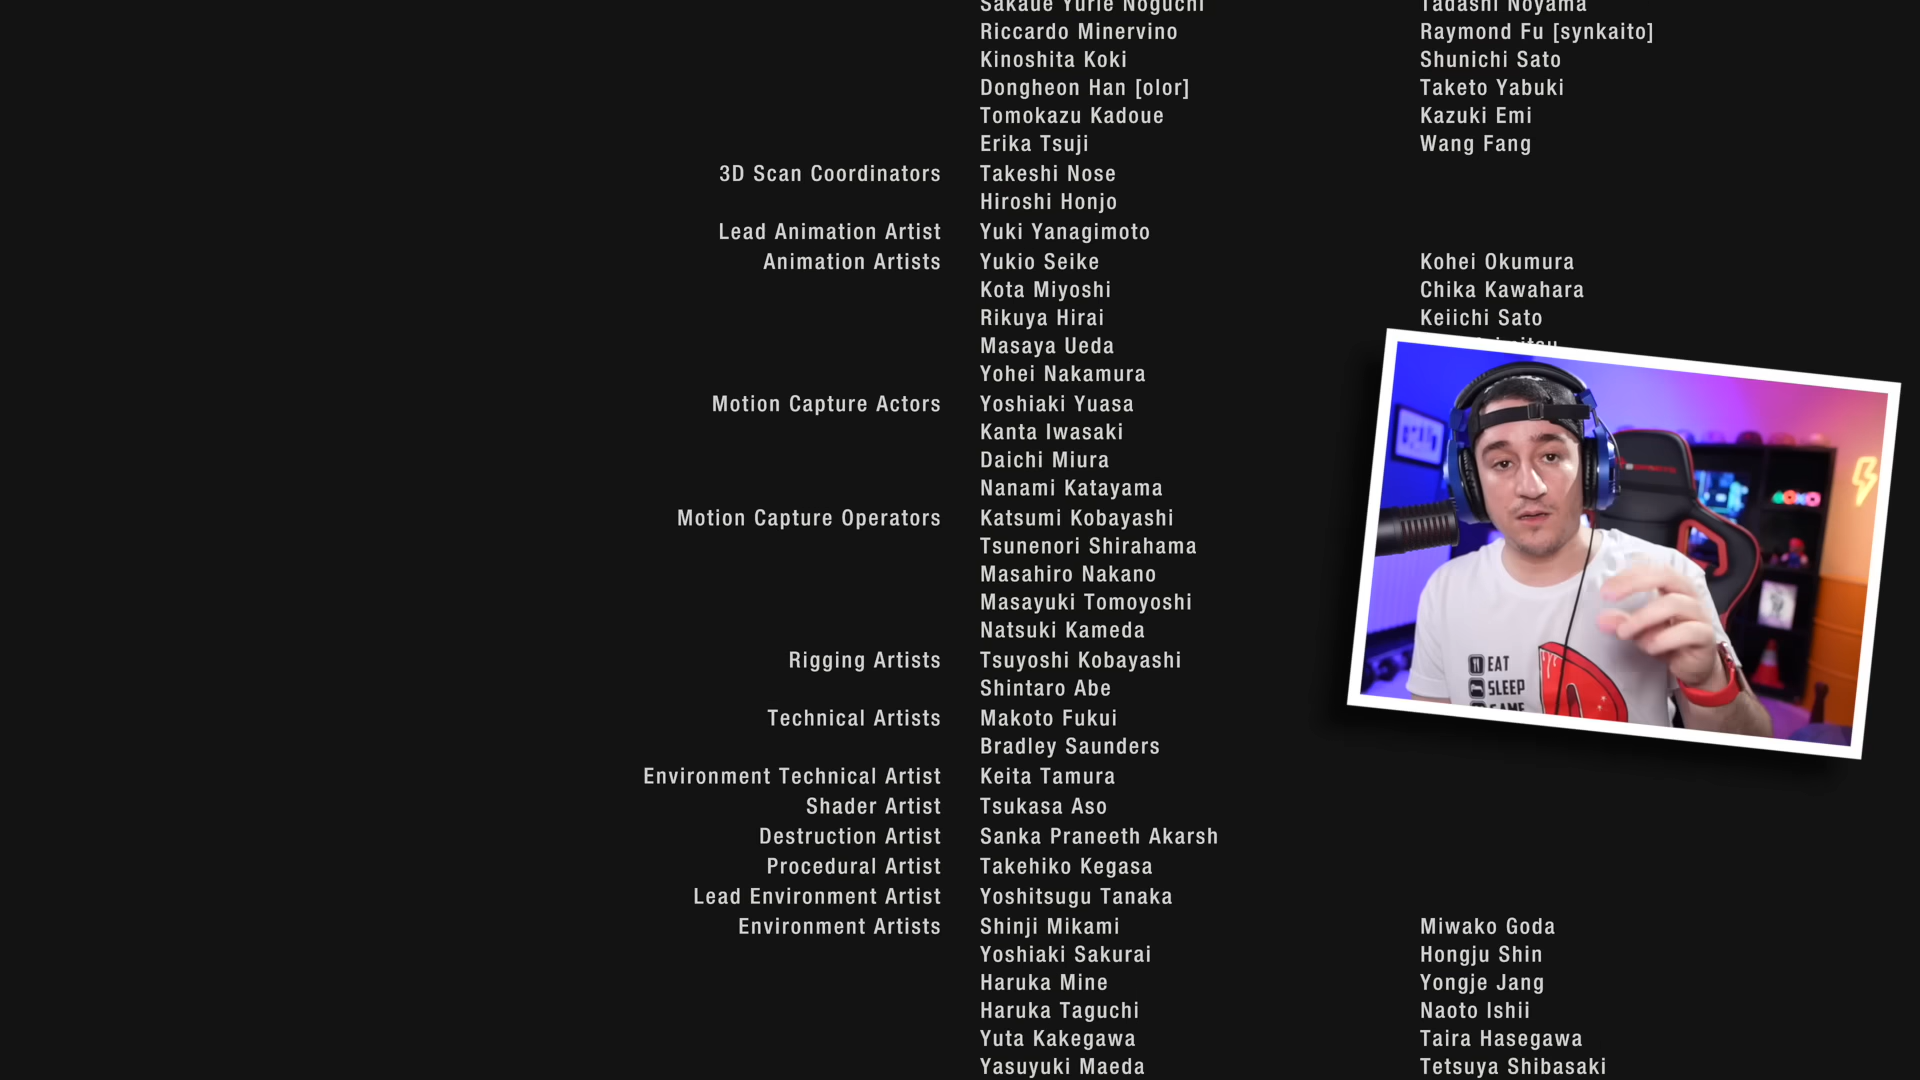 Sakaue Yurie Noguchi Tadashi Noyama
Riccardo Minervino Raymond Fu [synkaito]
Kinoshita Koki Shunichi Sato
Dongheon Han [olor] Taketo Yabuki
Tomokazu Kadoue Kazuki Emi
Erika Tsuji Wang Fang
3D Scan Coordinators Takeshi Nose
Hiroshi Honjo
Lead Animation Artist Yuki Yanagimoto
Animation Artists Yukio Seike Kohei Okumura
Kota Miyoshi Chika Kawahara
Rikuya Hirai Keiichi Sato
Masaya Ueda
Yohei Nakamura
Motion Capture Actors Yoshiaki Yuasa
Kanta Iwasaki
Daichi Miura
Nanami Katayama
Motion Capture Operators Katsumi Kobayashi
Tsunenori Shirahama
Masahiro Nakano
Masayuki Tomoyoshi
Natsuki Kameda
Rigging Artists Tsuyoshi Kobayashi
Shintaro Abe
Technical Artists Makoto Fukui
Bradley Saunders
Environment Technical Artist Keita Tamura
Shader Artist Tsukasa Aso
Destruction Artist Sanka Praneeth Akarsh
Procedural Artist Takehiko Kegasa
Lead Environment Artist Yoshitsugu Tanaka
Environment Artists Shinji Mikami Miwako Goda
Yoshiaki Sakurai Hongju Shin
Haruka Mine Yongje Jang
Haruka Taguchi Naoto Ishii
Yuta Kakegawa Taira Hasegawa
Yasuyuki Maeda Tetsuya Shibasaki
EAT
SLEEP
GAME